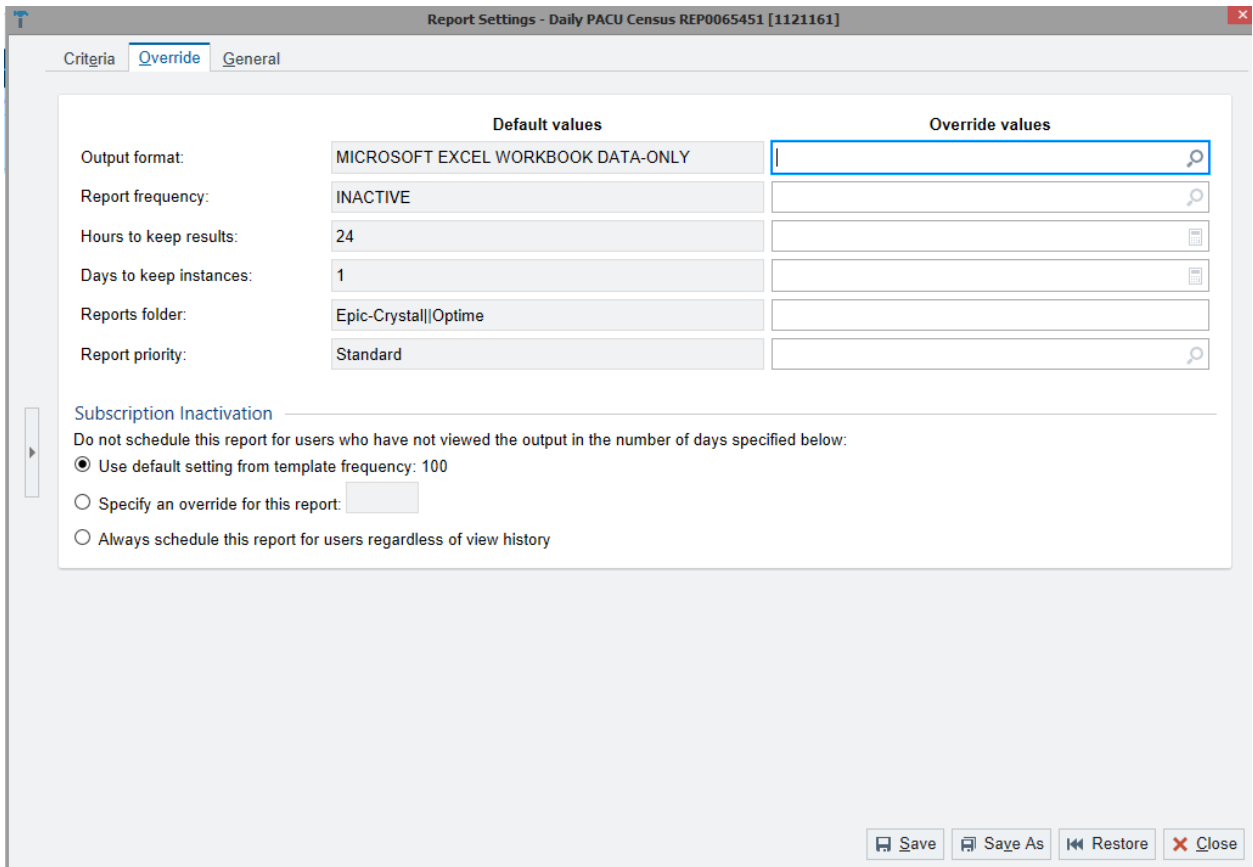 Report Settings - Daily PACU Census REP0065451 [1121161]
Criteria Override General
Default values Override values
Output format: MICROSOFT EXCEL WORKBOOK DATA-ONLY
Report frequency: INACTIVE
Hours to keep results: 24
Days to keep instances: 1
Reports folder: Epic-Crystal||Optime
Report priority: Standard
Subscription Inactivation
Do not schedule this report for users who have not viewed the output in the number of days specified below:
Use default setting from template frequency: 100
Specify an override for this report:
Always schedule this report for users regardless of view history
Save Save As Restore Close